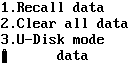 1.Recall data
2.Clear all data
3.U-Disk mode
data